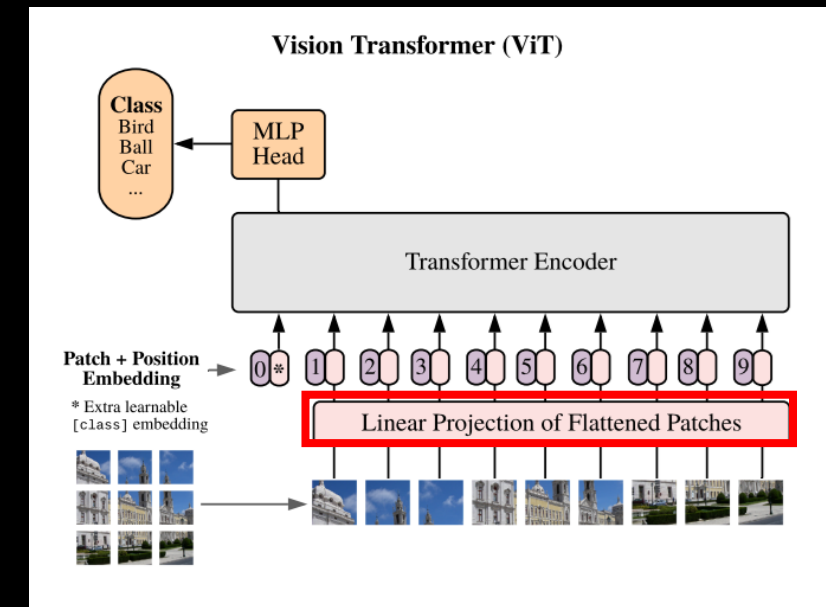 Vision Transformer (ViT)
Class
Bird
Ball
Car
...
MLP
Head
Transformer Encoder
Patch + Position
Embedding
0 * 1 2 3 4 5 6 7 8 9
* Extra learnable
[class] embedding
Linear Projection of Flattened Patches